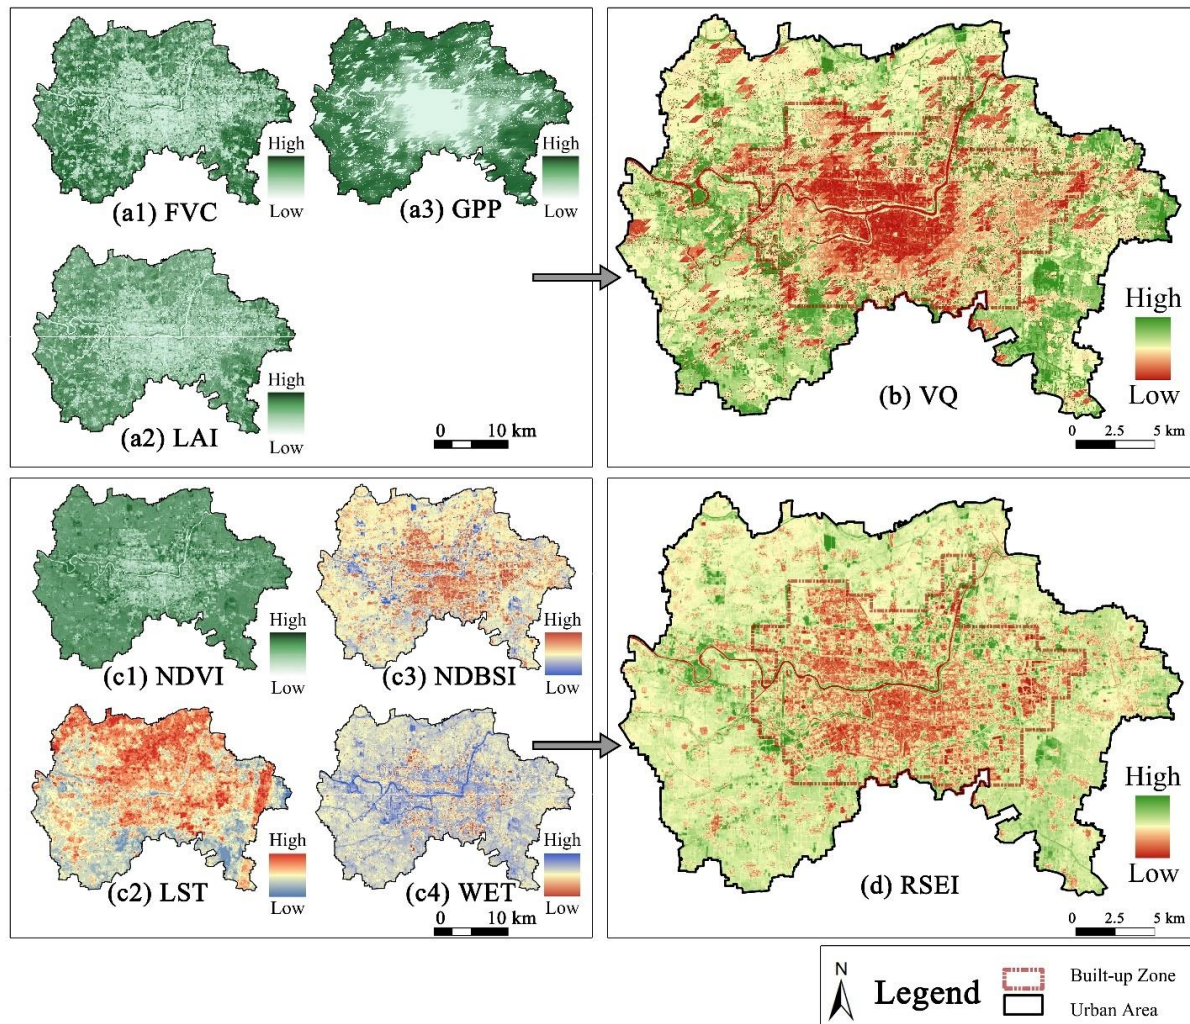 High
Low
(a1) FVC
High
Low
(a3) GPP
High
Low
(a2) LAI
0 10 km
High
Low
(b) VQ
0 2.5 5 km
High
Low
(c1) NDVI
High
Low
(c3) NDBSI
High
Low
(c2) LST
High
Low
(c4) WET
0 10 km
High
Low
(d) RSEI
0 2.5 5 km
N
Legend
Built-up Zone
Urban Area